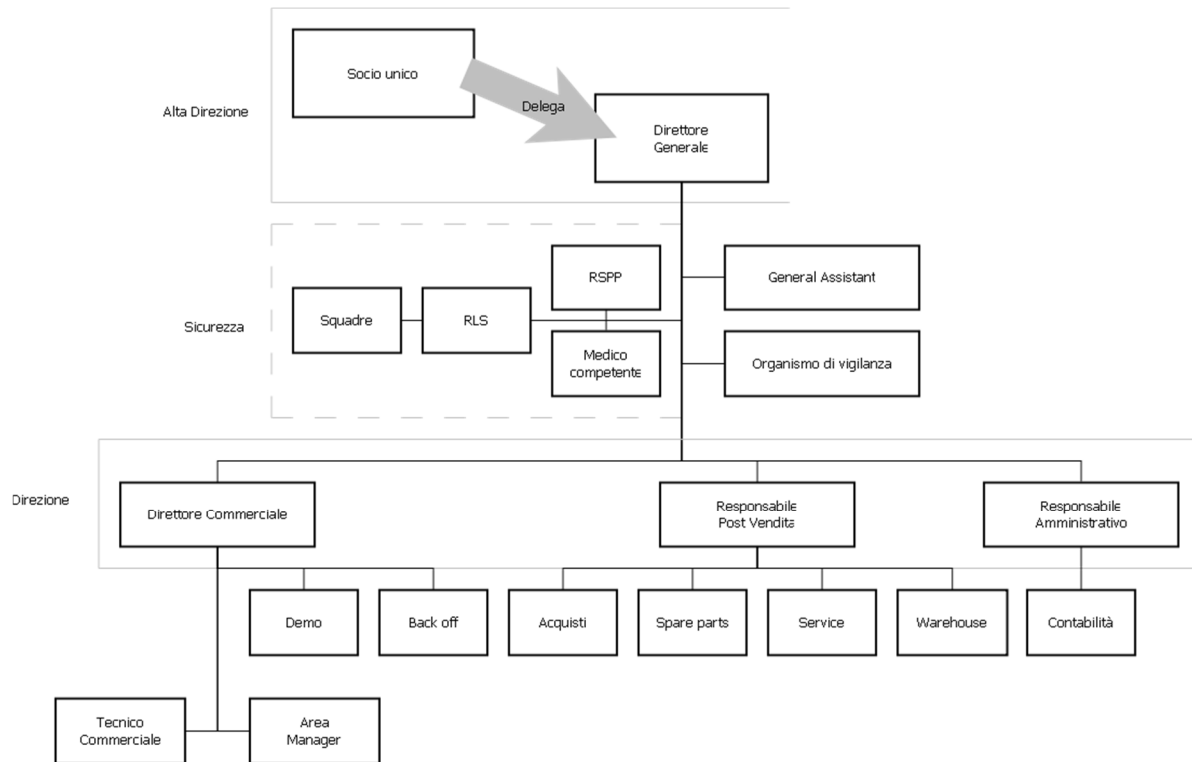 Socio unico
Delega
Alta Direzione
Direttore
Generale
RSPP
General Assistant
Squadre
RLS
Sicurezza
Medico
competente
Organismo di vigilanza
Direzione
Direttore Commerciale
Responsabile
Post Vendita
Responsabile
Amministrativo
Demo
Back off
Acquisti
Spare parts
Service
Warehouse
Contabilità
Tecnico
Commerciale
Area
Manager